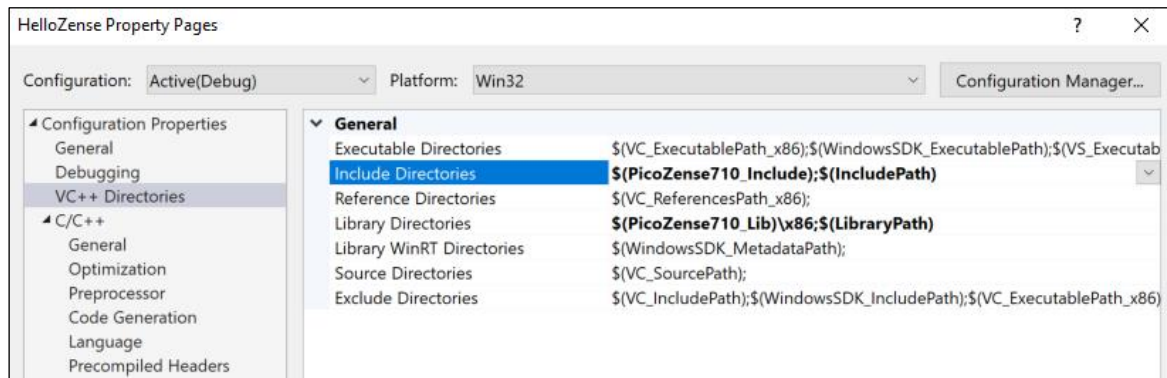 HelloZense Property Pages
Configuration: Active(Debug) Platform: Win32 Configuration Manager...
Configuration Properties
General
Debugging
VC++ Directories
C/C++
General
Optimization
Preprocessor
Code Generation
Language
Precompiled Headers
General
Executable Directories $(VC_ExecutablePath_x86);$(WindowsSDK_ExecutablePath);$(VS_Executab
Include Directories $(PicoZense710_Include);$(IncludePath)
Reference Directories $(VC_ReferencesPath_x86);
Library Directories $(PicoZense710_Lib)\x86;$(LibraryPath)
Library WinRT Directories $(WindowsSDK_MetadataPath);
Source Directories $(VC_SourcePath);
Exclude Directories $(VC_IncludePath);$(WindowsSDK_IncludePath);$(VC_ExecutablePath_x86)